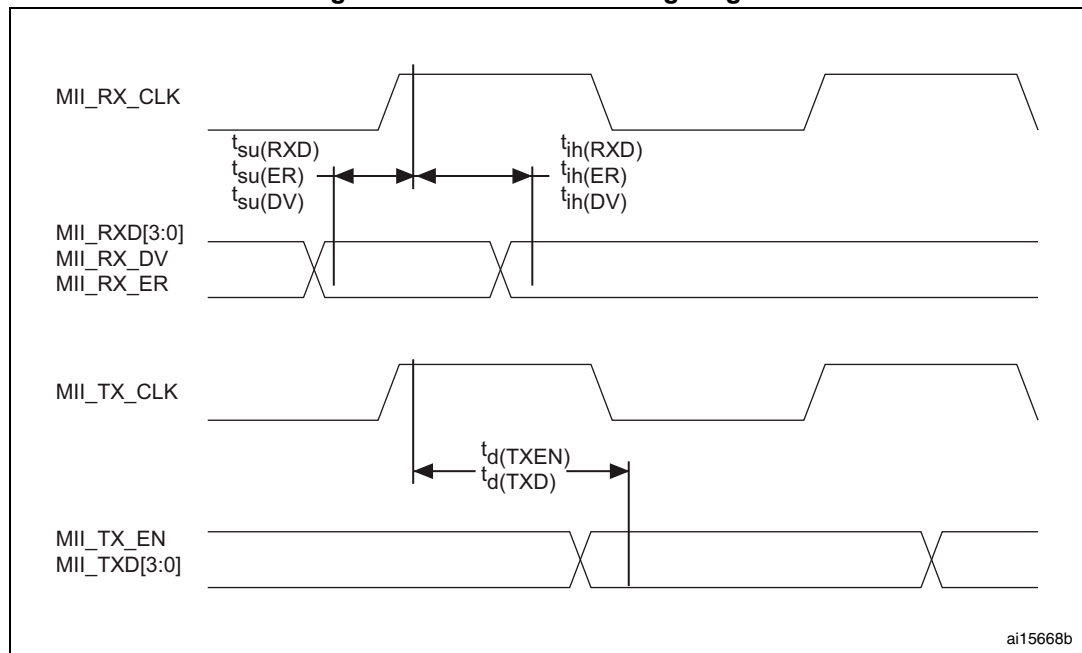 MII_RX_CLK
tsu(RXD)
tsu(ER)
tsu(DV)
tih(RXD)
tih(ER)
tih(DV)
MII_RXD[3:0]
MII_RX_DV
MII_RX_ER
MII_TX_CLK
td(TXEN)
td(TXD)
MII_TX_EN
MII_TXD[3:0]
ai15668b